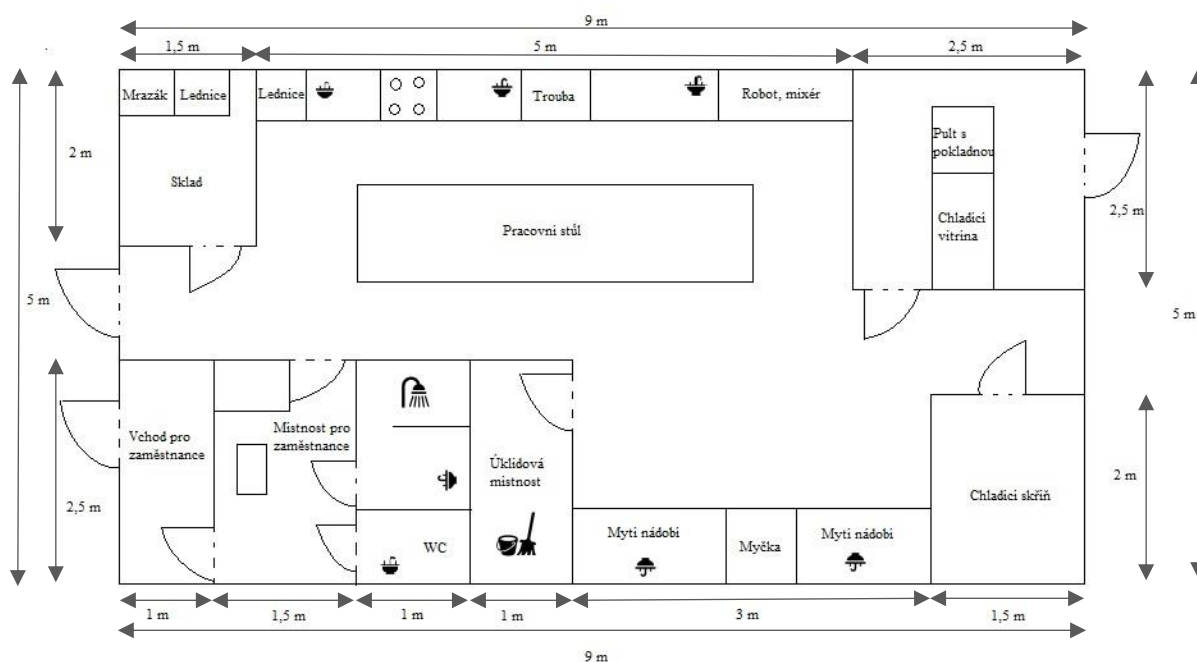 9 m
1,5 m
5 m
2,5 m
Mrazák
Lednice
Lednice
Trouba
Robot, mixér
Pult s
pokladnou
2 m
Sklad
Pracovní stůl
Chladicí
vitrína
2,5 m
5 m
5 m
Vchod pro
zaměstnance
Místnost pro
zaměstnance
Úklidová
místnost
2,5 m
WC
Mytí nádobí
Myčka
Mytí nádobí
Chladicí skříň
2 m
1 m
1,5 m
1 m
1 m
3 m
1,5 m
9 m